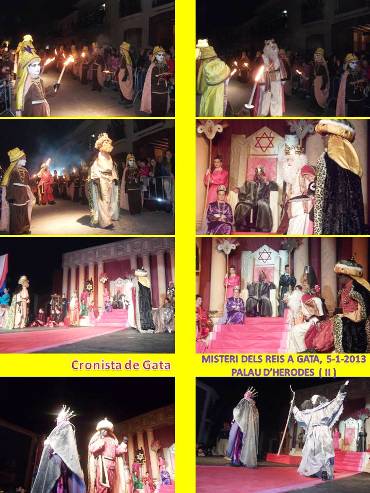 Cronista de Gata
MISTERI DELS REIS A GATA, 5-1-2013
PALAU D'HERODES ( II )